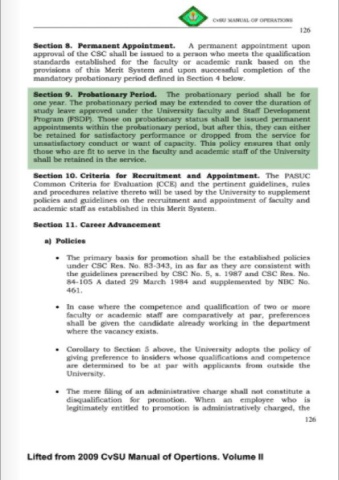 CvSU MANUAL OF OPERATIONS
126
Section 8. Permanent Appointment. A permanent appointment upon
approval of the CSC shall be issued to a person who meets the qualification
standards established for the faculty or academic rank based on the
provisions of this Merit System and upon successful completion of the
mandatory probationary period defined in Section 4 below.
Section 9. Probationary Period. The probationary period shall be for
one year. The probationary period may be extended to cover the duration of
study leave approved under the University Faculty and Staff Development
Program (FSDP). Those on probationary status shall be issued permanent
appointments within the probationary period, but after this, they can either
be retained for satisfactory performance or dropped from the service for
unsatisfactory conduct or want of capacity. This policy ensures that only
those who are fit to serve in the faculty and academic staff of the University
shall be retained in the service.
Section 10. Criteria for Recruitment and Appointment. The PASUC
Common Criteria for Evaluation (CCE) and the pertinent guidelines, rules
and procedures relative thereto will be used by the University to supplement
policies and guidelines on the recruitment and appointment of faculty and
academic staff as established in this Merit System.
Section 11. Career Advancement
a) Policies
• The primary basis for promotion shall be the established policies
under CSC Res. No. 83-343, in as far as they are consistent with
the guidelines prescribed by CSC No. 5, s. 1987 and CSC Res. No.
84-105 A dated 29 March 1984 and supplemented by NBC No.
461.
• In case where the competence and qualification of two or more
faculty or academic staff are comparatively at par, preferences
shall be given the candidate already working in the department
where the vacancy exists.
• Corollary to Section 5 above, the University adopts the policy of
giving preference to insiders whose qualifications and competence
are determined to be at par with applicants from outside the
University.
• The mere filing of an administrative charge shall not constitute a
disqualification for promotion. When an employee who is
legitimately entitled to promotion is administratively charged, the
126
Lifted from 2009 CvSU Manual of Opertions. Volume II